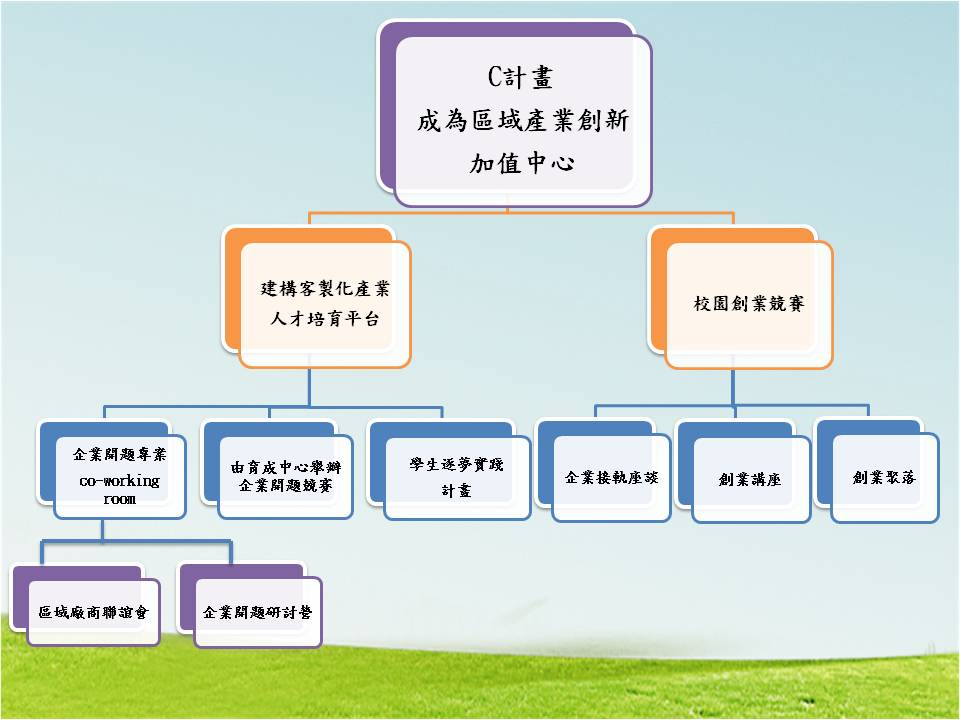 C計畫
成為區域產業創新
加值中心
建構客製化產業
人才培育平台
校園創業競賽
企業問題專業
co-working
room
由育成中心舉辦
企業問題競賽
學生逐夢實踐
計畫
企業接軌座談
創業講座
創業聚落
區域廠商聯誼會
企業問題研討營